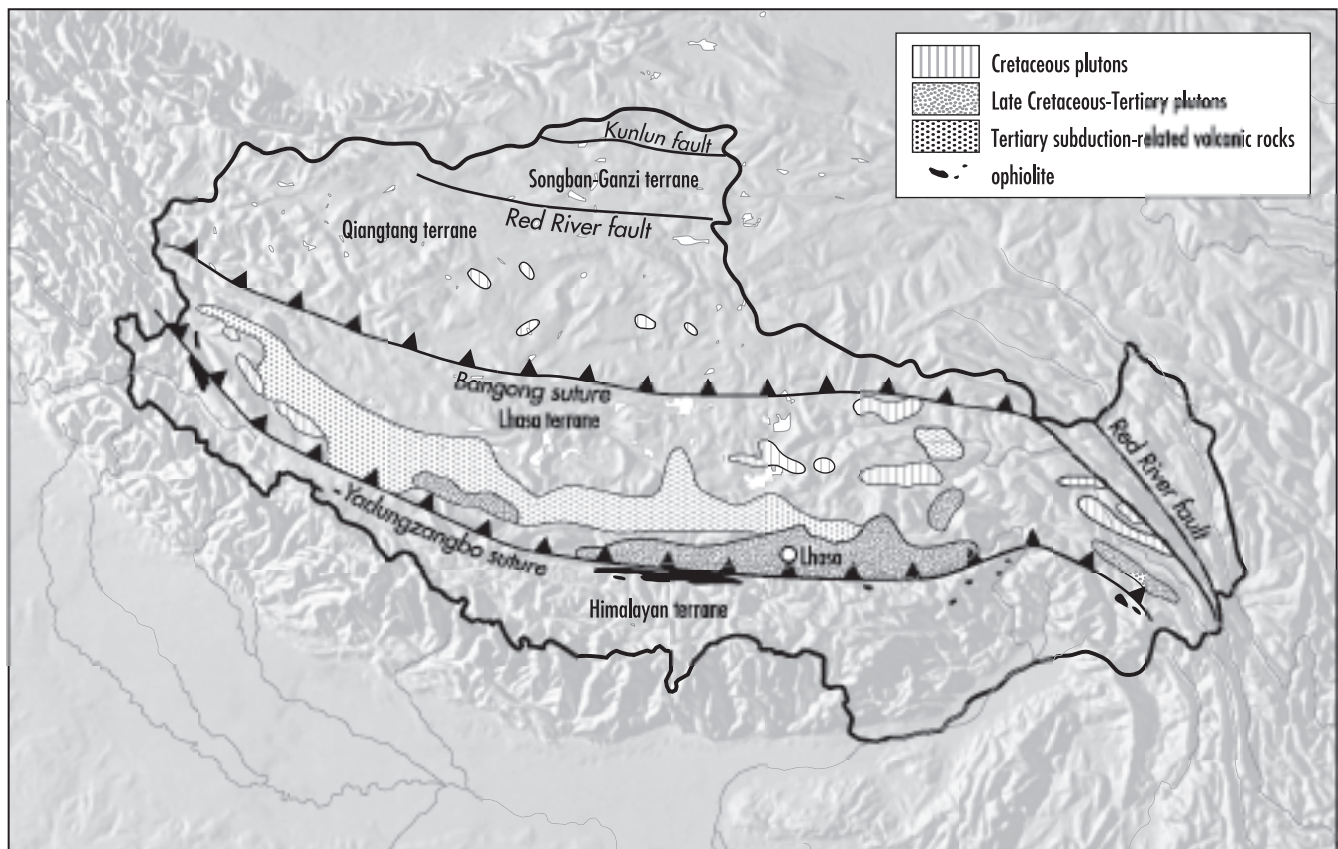 Cretaceous plutons
Late Cretaceous-Tertiary plutons
Tertiary subduction-related volcanic rocks
ophiolite
Kunlun fault
Songban-Ganzi terrane
Red River fault
Qiangtang terrane
Bangong suture
Lhasa terrane
Red River fault
Yadungzangbo suture
Lhasa
Himalayan terrane